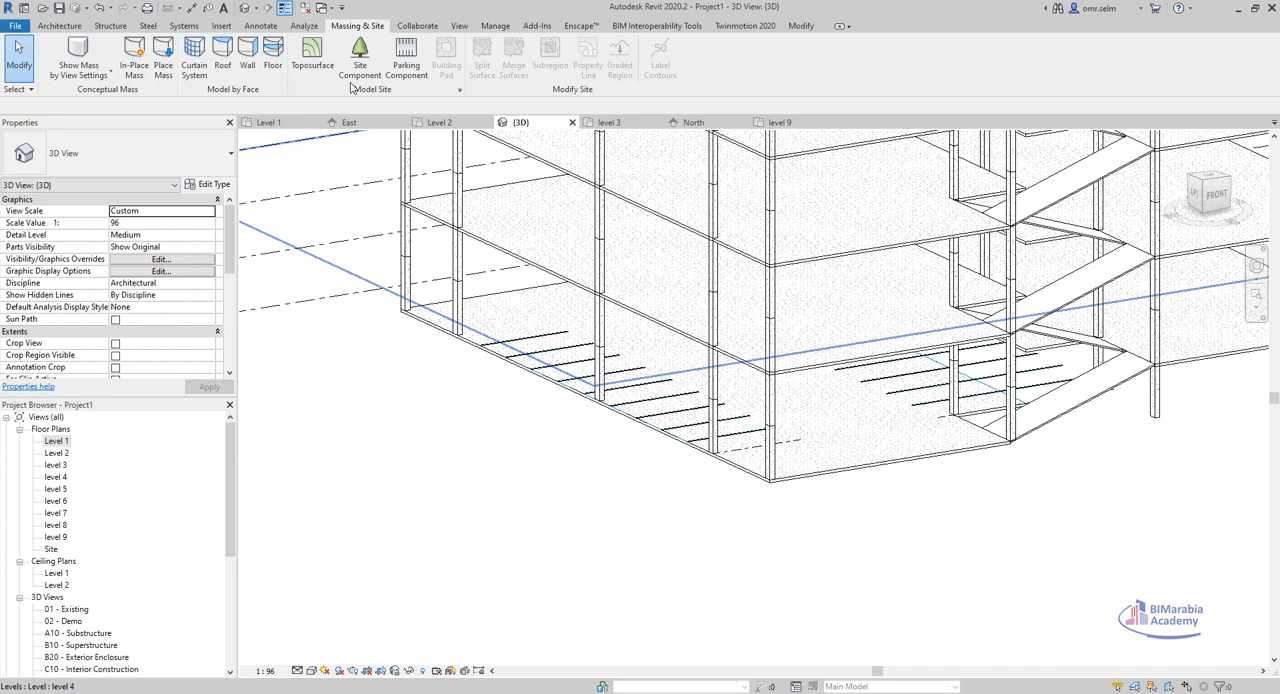 Autodesk Revit 2020.2 - Project1 - 3D View: {3D}
omr.selm
File Architecture Structure Steel Systems Insert Annotate Analyze Massing & Site Collaborate View Manage Add-Ins Enscape™ BIM Interoperability Tools Twinmotion 2020 Modify
Modify
Show Mass
by View Settings
In-Place
Mass
Place
Mass
Curtain
System
Roof
Wall
Floor
Toposurface
Site
Component
Parking
Component
Building
Pad
Split
Surface
Merge
Surfaces
Subregion
Property
Line
Graded
Region
50
Label
Contours
Select
Conceptual Mass
Model by Face
Model Site
Modify Site
Properties
Level 1 East Level 2 {3D} level 3 North level 9
3D View
3D View: {3D} Edit Type
Graphics
View Scale Custom
Scale Value 1: 96
Detail Level Medium
Parts Visibility Show Original
Visibility/Graphics Overrides Edit...
Graphic Display Options Edit...
Discipline Architectural
Show Hidden Lines By Discipline
Default Analysis Display Style None
Sun Path
Extents
Crop View
Crop Region Visible
Annotation Crop
Properties help Apply
LEFT FRONT
Project Browser - Project1
Views (all)
Floor Plans
Level 1
Level 2
level 3
level 4
level 5
level 6
level 7
level 8
level 9
Site
Ceiling Plans
Level 1
Level 2
3D Views
01 - Existing
02 - Demo
A10 - Substructure
B10 - Superstructure
B20 - Exterior Enclosure
C10 - Interior Construction
BIMarabia
Academy
1 : 96
Levels : Level : level 4
:0
Main Model
:0